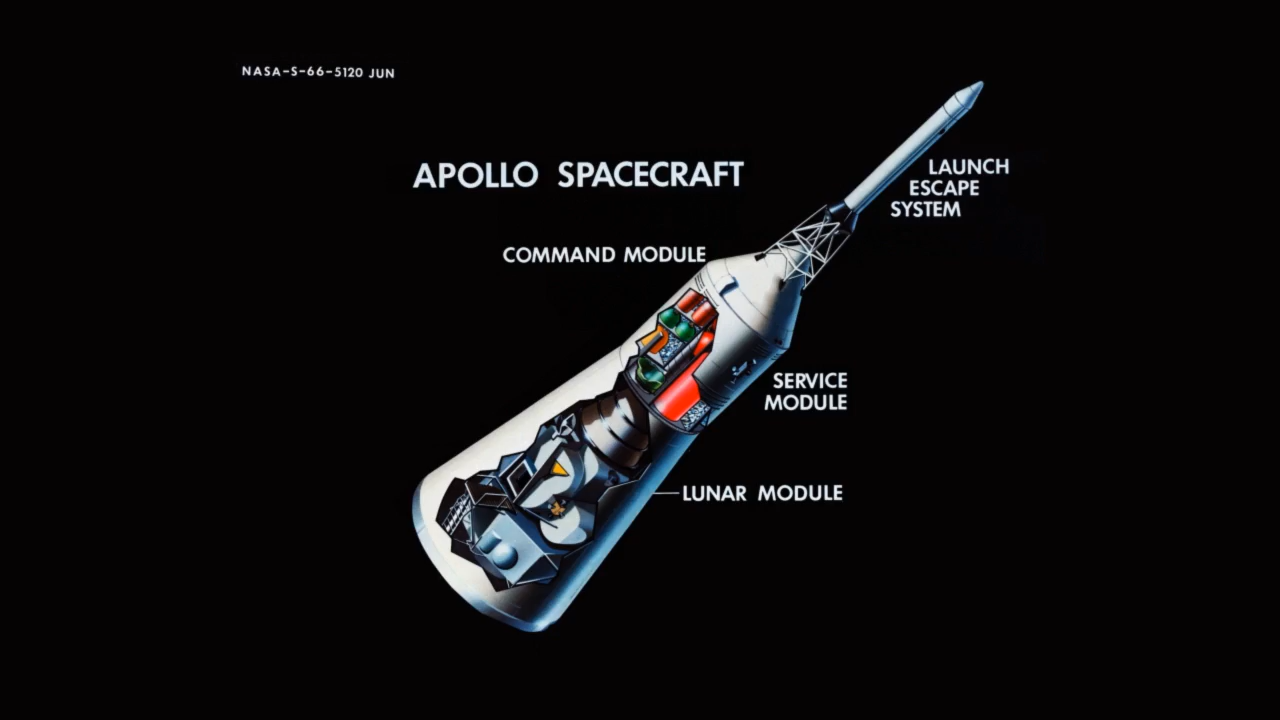 NASA-S-66-5120 JUN
APOLLO SPACECRAFT
LAUNCH
ESCAPE
SYSTEM
COMMAND MODULE
SERVICE
MODULE
LUNAR MODULE